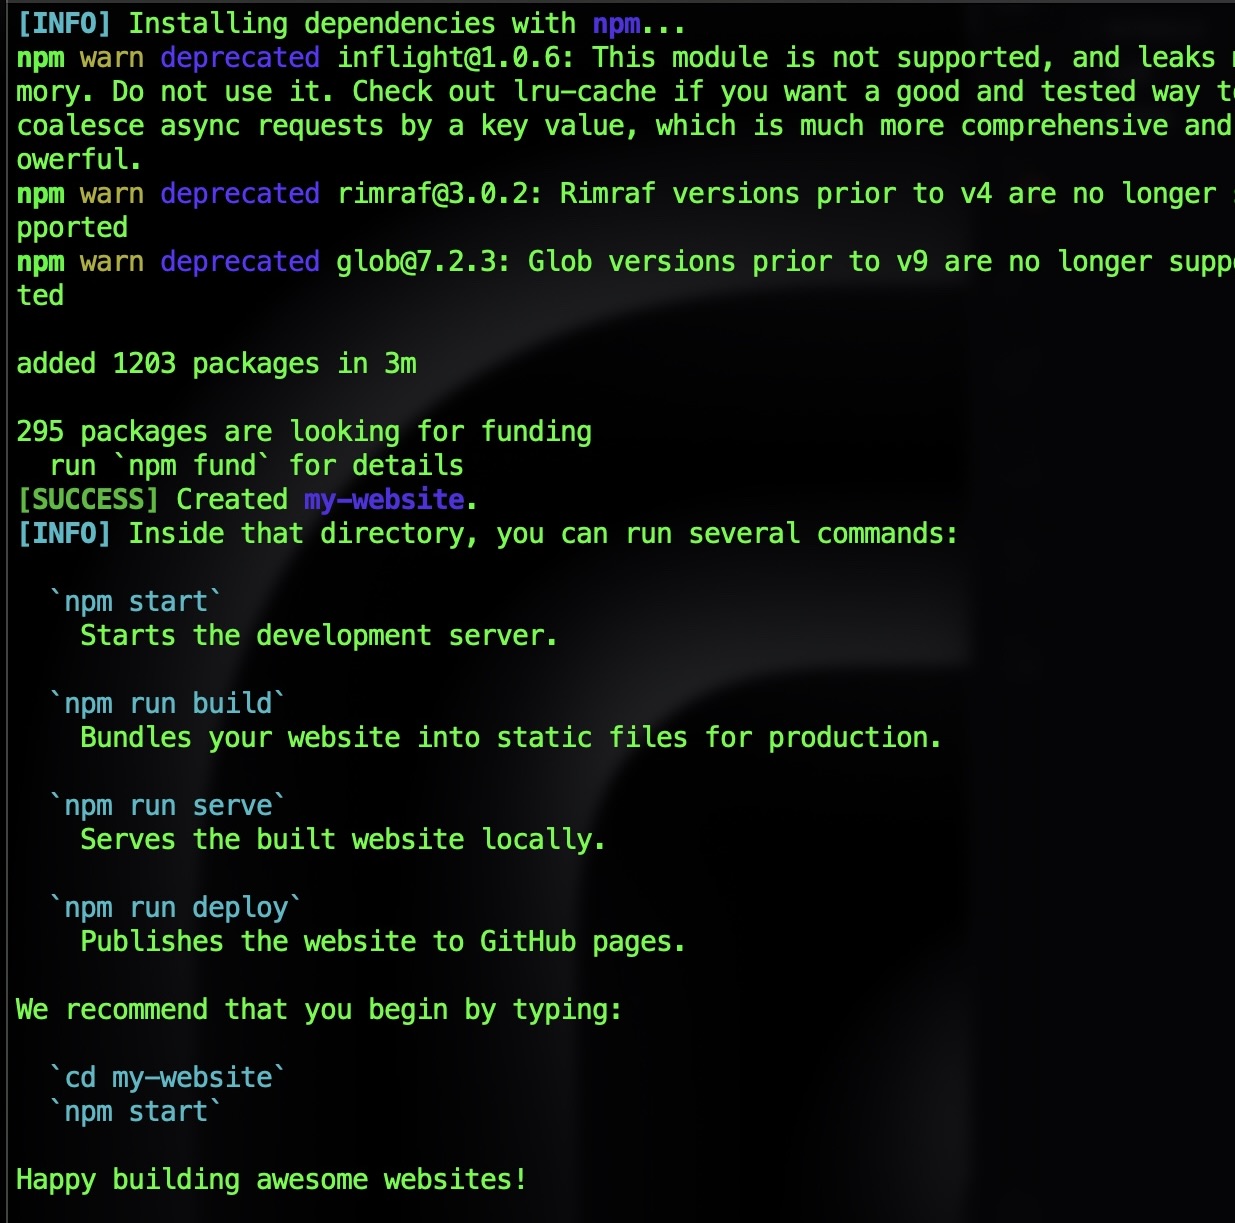 [INFO] Installing dependencies with npm...
npm warn deprecated inflight@1.0.6: This module is not supported, and leaks
mory. Do not use it. Check out lru-cache if you want a good and tested way
coalesce async requests by a key value, which is much more comprehensive and
owerful.
npm warn deprecated rimraf@3.0.2: Rimraf versions prior to v4 are no longer
pported
npm warn deprecated glob@7.2.3: Glob versions prior to v9 are no longer supp
ted
added 1203 packages in 3m
295 packages are looking for funding
run `npm fund` for details
[SUCCESS] Created my-website.
[INFO] Inside that directory, you can run several commands:
`npm start`
Starts the development server.
`npm run build`
Bundles your website into static files for production.
`npm run serve`
Serves the built website locally.
`npm run deploy`
Publishes the website to GitHub pages.
We recommend that you begin by typing:
`cd my-website`
`npm start`
Happy building awesome websites!